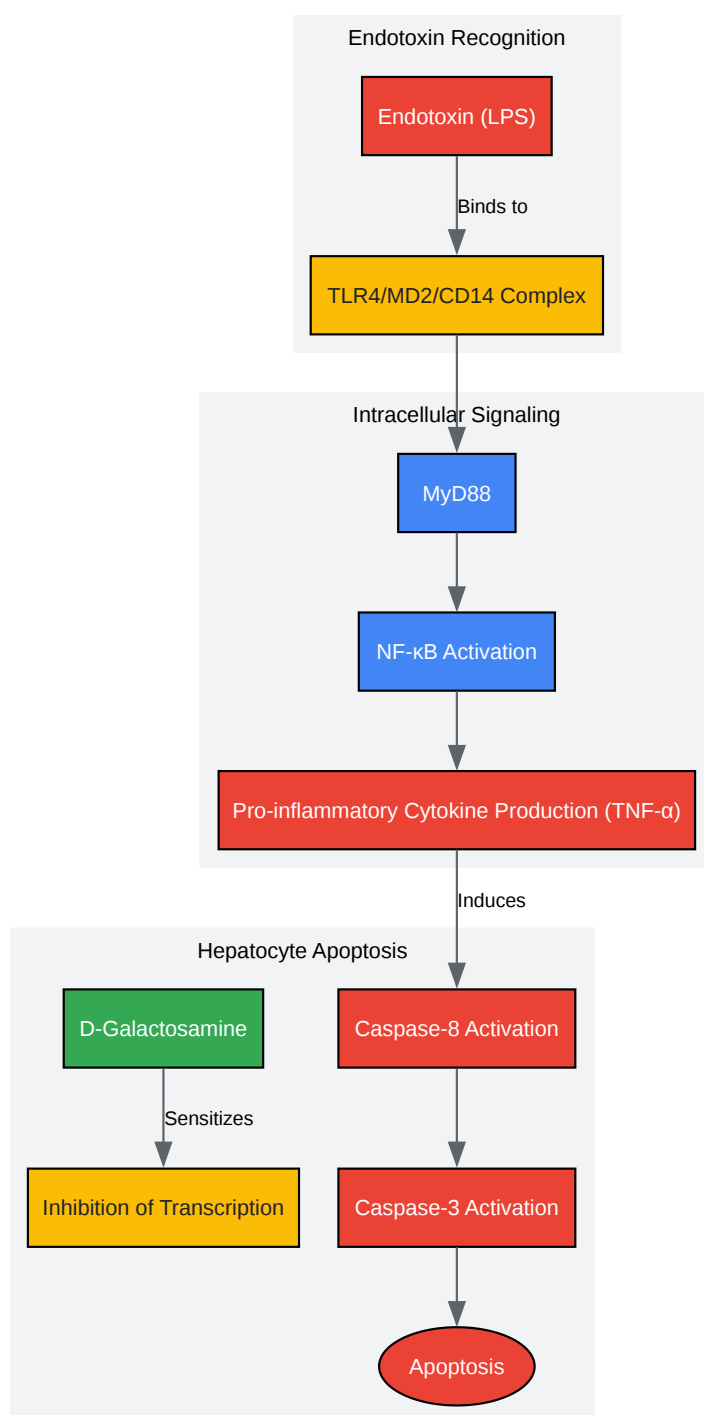 Endotoxin Recognition
Endotoxin (LPS)
Binds to
TLR4/MD2/CD14 Complex
Intracellular Signaling
MyD88
NF-κB Activation
Pro-inflammatory Cytokine Production (TNF-α)
Induces
Hepatocyte Apoptosis
D-Galactosamine
Caspase-8 Activation
Sensitizes
Inhibition of Transcription
Caspase-3 Activation
Apoptosis